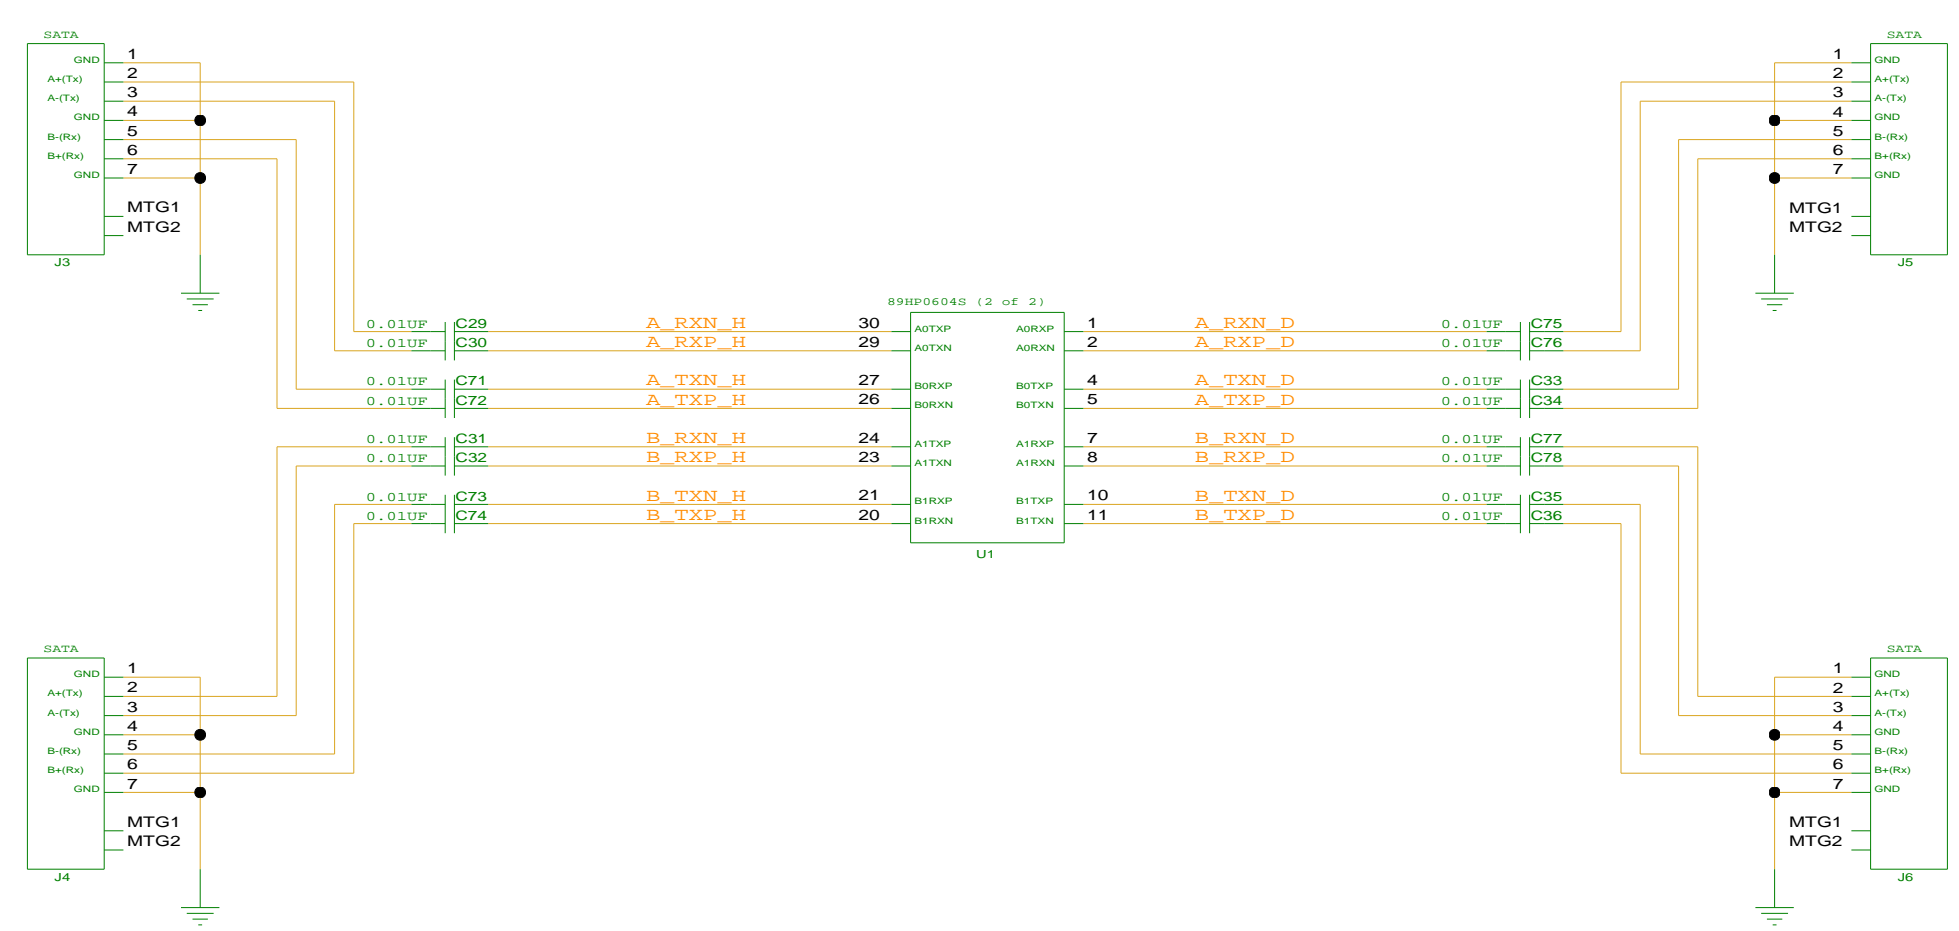 SATA
GND 1
A+(Tx) 2
A-(Tx) 3
GND 4
B-(Rx) 5
B+(Rx) 6
GND 7
MTG1
MTG2
J3
SATA
1 GND
2 A+(Tx)
3 A-(Tx)
4 GND
5 B-(Rx)
6 B+(Rx)
7 GND
MTG1
MTG2
J5
89HP0604S (2 of 2)
0.01UF C29 A_RXN_H 30 A0TXP A0RXP 1 A_RXN_D 0.01UF C75
0.01UF C30 A_RXP_H 29 A0TXN A0RXN 2 A_RXP_D 0.01UF C76
0.01UF C71 A_TXN_H 27 B0RXP B0TXP 4 A_TXN_D 0.01UF C33
0.01UF C72 A_TXP_H 26 B0RXN B0TXN 5 A_TXP_D 0.01UF C34
0.01UF C31 B_RXN_H 24 A1TXP A1RXP 7 B_RXN_D 0.01UF C77
0.01UF C32 B_RXP_H 23 A1TXN A1RXN 8 B_RXP_D 0.01UF C78
0.01UF C73 B_TXN_H 21 B1RXP B1TXP 10 B_TXN_D 0.01UF C35
0.01UF C74 B_TXP_H 20 B1RXN B1TXN 11 B_TXP_D 0.01UF C36
U1
SATA
GND 1
A+(Tx) 2
A-(Tx) 3
GND 4
B-(Rx) 5
B+(Rx) 6
GND 7
MTG1
MTG2
J4
SATA
1 GND
2 A+(Tx)
3 A-(Tx)
4 GND
5 B-(Rx)
6 B+(Rx)
7 GND
MTG1
MTG2
J6